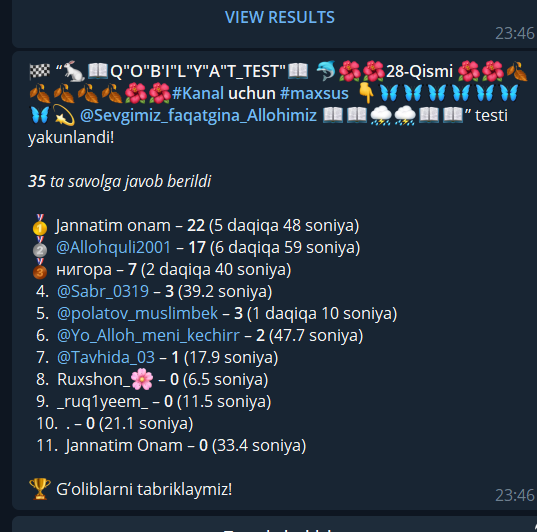 VIEW RESULTS
23:46
🏁 “🐇📖Q"O"B'I"L"Y"A"T_TEST"📖 🐬🌺🌺28-Qismi 🌺🌺🍂
🍂🍂🍂🍂🌺🌺#Kanal uchun #maxsus 👇🦋🦋🦋🦋🦋🦋
🦋💫 @Sevgimiz_faqatgina_Allohimiz 📖📖⛈⛈📖📖” testi
yakunlandi!
35 ta savolga javob berildi
🥇 Jannatim onam – 22 (5 daqiqa 48 soniya)
🥈 @Allohquli2001 – 17 (6 daqiqa 59 soniya)
🥉 нигора – 7 (2 daqiqa 40 soniya)
4. @Sabr_0319 – 3 (39.2 soniya)
5. @polatov_muslimbek – 3 (1 daqiqa 10 soniya)
6. @Yo_Alloh_meni_kechirr – 2 (47.7 soniya)
7. @Tavhida_03 – 1 (17.9 soniya)
8. Ruxshon_🌸 – 0 (6.5 soniya)
9. _ruq1yeem_ – 0 (11.5 soniya)
10. . – 0 (21.1 soniya)
11. Jannatim Onam – 0 (33.4 soniya)
🏆 Gʻoliblarni tabriklaymiz!
23:46